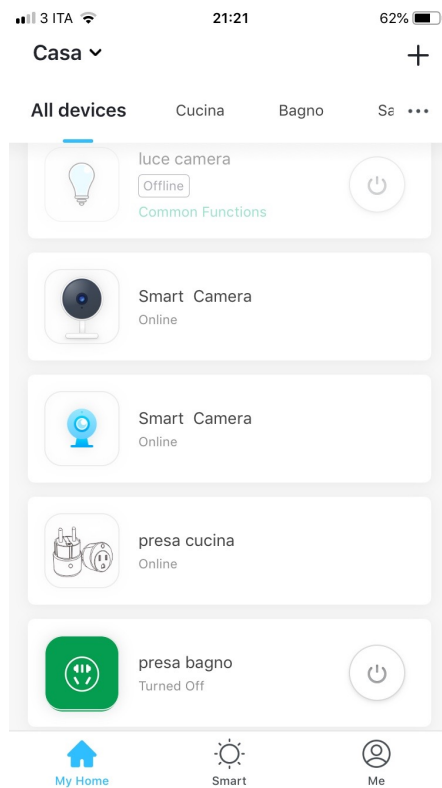 3 ITA 21:21 62%
Casa
All devices Cucina Bagno Sa
luce camera
Offline
Common Functions
Smart Camera
Online
Smart Camera
Online
presa cucina
Online
presa bagno
Turned Off
My Home Smart Me